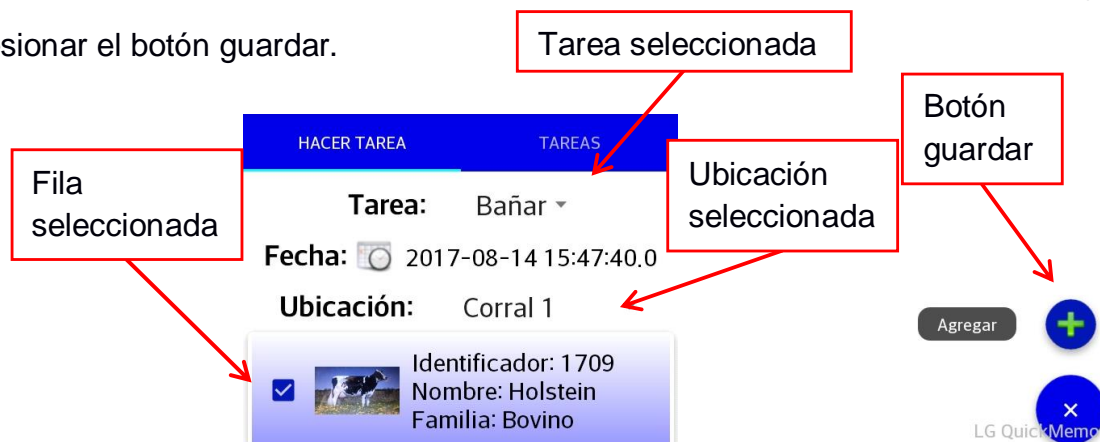 sionar el botón guardar.
Tarea seleccionada
Botón
guardar
HACER TAREA
TAREAS
Fila
seleccionada
Ubicación
seleccionada
Tarea: Bañar
Fecha: 2017-08-14 15:47:40.0
Ubicación: Corral 1
Agregar
Identificador: 1709
Nombre: Holstein
Familia: Bovino
LG QuickMemo